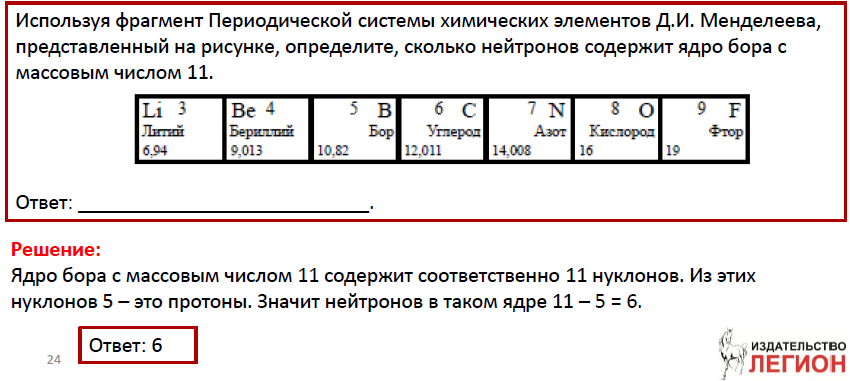 Используя фрагмент Периодической системы химических элементов Д.И. Менделеева,
представленный на рисунке, определите, сколько нейтронов содержит ядро бора с
массовым числом 11.
Li 3 Be 4 5 B 6 C 7 N 8 O 9 F
Литий Бериллий Бор Углерод Азот Кислород Фтор
6,94 9,013 10,82 12,011 14,008 16 19
Ответ: ____________________________.
Решение:
Ядро бора с массовым числом 11 содержит соответственно 11 нуклонов. Из этих
нуклонов 5 – это протоны. Значит нейтронов в таком ядре 11 – 5 = 6.
Ответ: 6
24
ИЗДАТЕЛЬСТВО
ЛЕГИОН